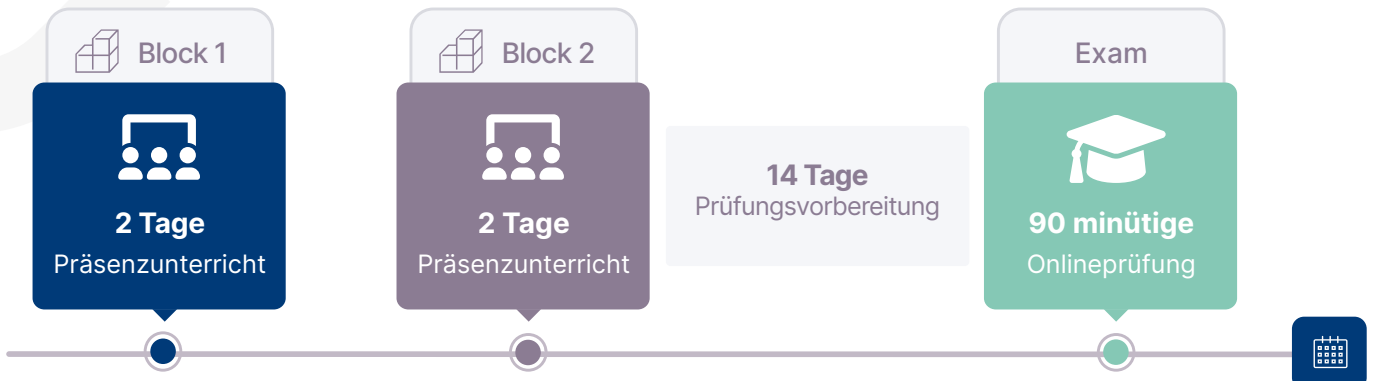 Block 1
2 Tage
Präsenzunterricht
Block 2
2 Tage
Präsenzunterricht
14 Tage
Prüfungsvorbereitung
Exam
90 minütige
Onlineprüfung